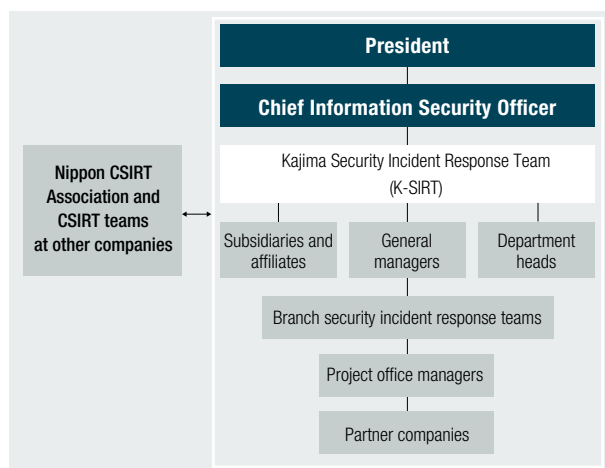 President
Chief Information Security Officer
Kajima Security Incident Response Team
(K-SIRT)
Nippon CSIRT
Association and
CSIRT teams
at other companies
Subsidiaries and
affiliates
General
managers
Department
heads
Branch security incident response teams
Project office managers
Partner companies